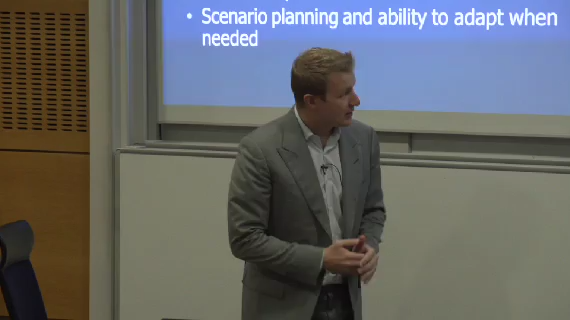 • Scenario planning and ability to adapt when
needed